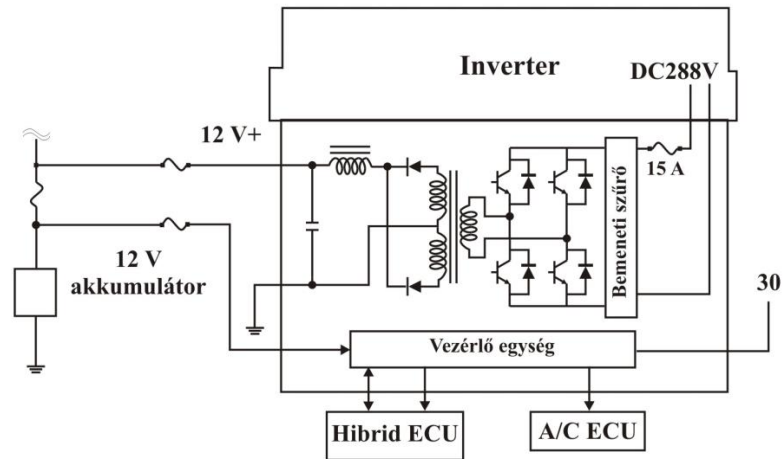 Inverter
DC288V
12 V+
15 A
Bemeneti szűrő
12 V
akkumulátor
30
Vezérlő egység
Hibrid ECU
A/C ECU